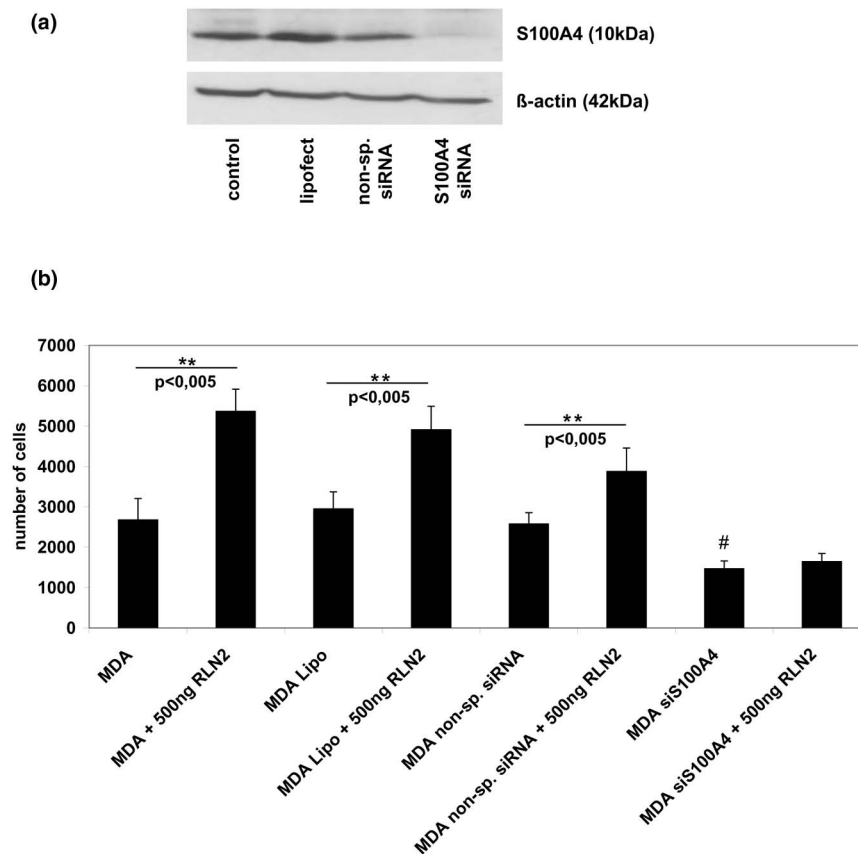 (a)
S100A4 (10kDa)
ß-actin (42kDa)
control
lipofect
non-sp.
siRNA
S100A4
siRNA
(b)
number of cells
7000
6000
5000
4000
3000
2000
1000
0
**
p<0,005
**
p<0,005
**
p<0,005
#
MDA
MDA + 500ng RLN2
MDA Lipo
MDA Lipo + 500ng RLN2
MDA non-sp. siRNA
MDA non-sp. siRNA + 500ng RLN2
MDA siS100A4
MDA siS100A4 + 500ng RLN2